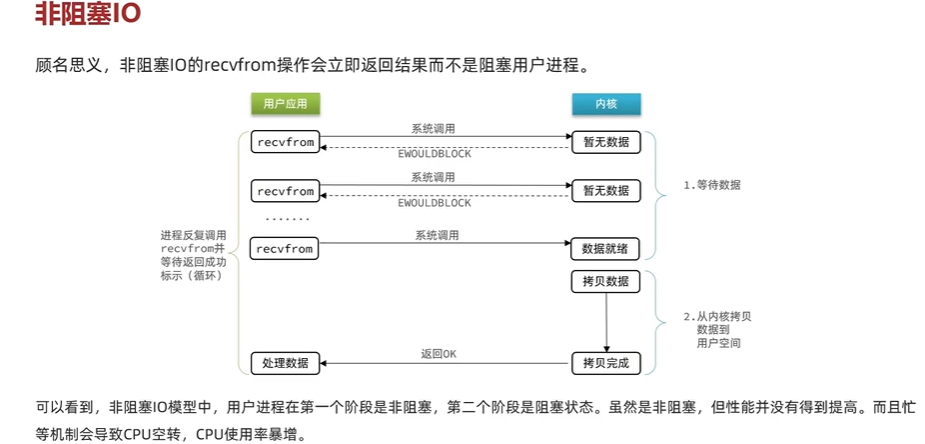 非阻塞IO
顾名思义，非阻塞IO的recvfrom操作会立即返回结果而不是阻塞用户进程。
用户应用
内核
recvfrom
系统调用
EWOULDBLOCK
暂无数据
recvfrom
系统调用
EWOULDBLOCK
暂无数据
1.等待数据
·······
recvfrom
系统调用
数据就绪
进程反复调用
recvfrom并
等待返回成功
标示（循环）
拷贝数据
2.从内核拷贝
数据到
用户空间
处理数据
返回OK
拷贝完成
可以看到，非阻塞IO模型中，用户进程在第一个阶段是非阻塞，第二个阶段是阻塞状态。虽然是非阻塞，但性能并没有得到提高。而且忙
等机制会导致CPU空转，CPU使用率暴增。